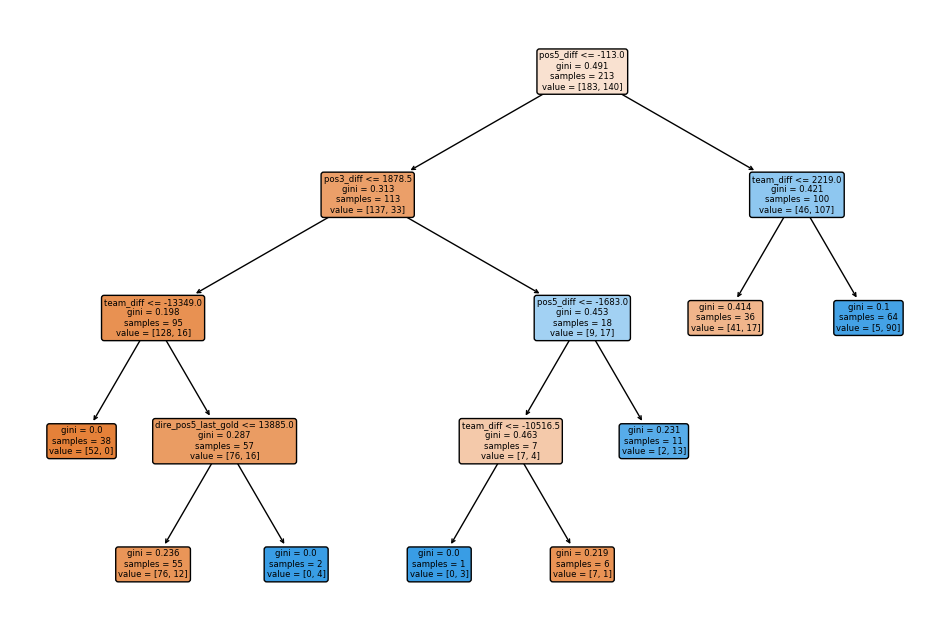 pos5_diff <= -113.0
gini = 0.491
samples = 213
value = [183, 140]
pos3_diff <= 1878.5
gini = 0.313
samples = 113
value = [137, 33]
team_diff <= 2219.0
gini = 0.421
samples = 100
value = [46, 107]
team_diff <= -13349.0
gini = 0.198
samples = 95
value = [128, 16]
pos5_diff <= -1683.0
gini = 0.453
samples = 18
value = [9, 17]
gini = 0.414
samples = 36
value = [41, 17]
gini = 0.1
samples = 64
value = [5, 90]
gini = 0.0
samples = 38
value = [52, 0]
dire_pos5_last_gold <= 13885.0
gini = 0.287
samples = 57
value = [76, 16]
team_diff <= -10516.5
gini = 0.463
samples = 7
value = [7, 4]
gini = 0.231
samples = 11
value = [2, 13]
gini = 0.236
samples = 55
value = [76, 12]
gini = 0.0
samples = 2
value = [0, 4]
gini = 0.0
samples = 1
value = [0, 3]
gini = 0.219
samples = 6
value = [7, 1]